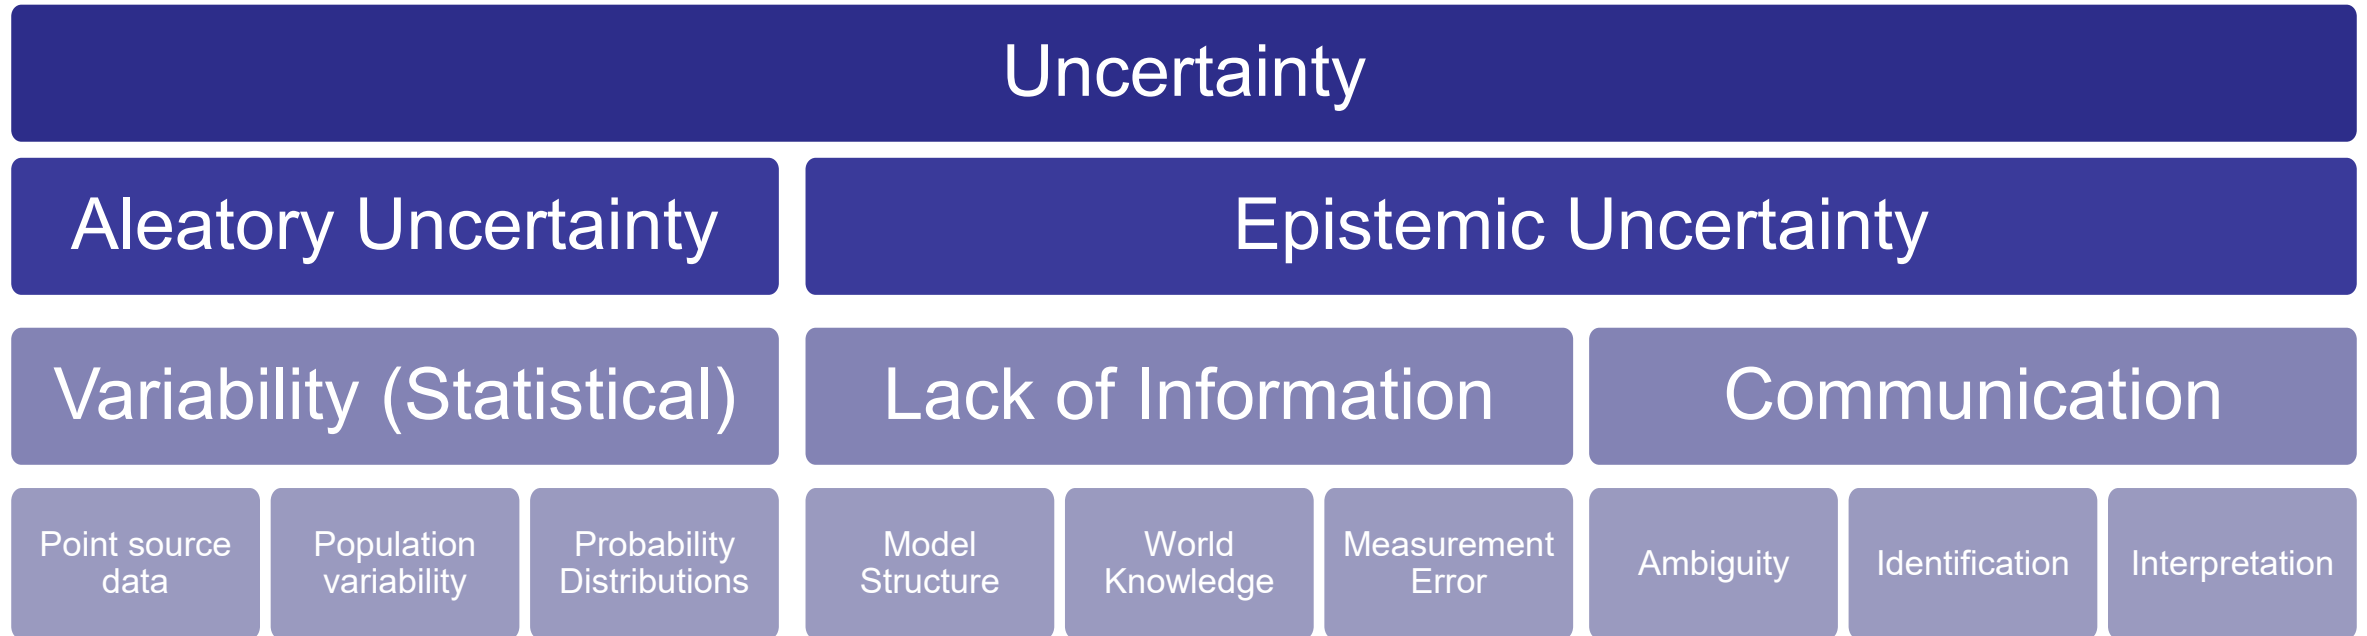 Uncertainty
Aleatory Uncertainty
Epistemic Uncertainty
Variability (Statistical)
Lack of Information
Communication
Point source
data
Population
variability
Probability
Distributions
Model
Structure
World
Knowledge
Measurement
Error
Ambiguity
Identification
Interpretation